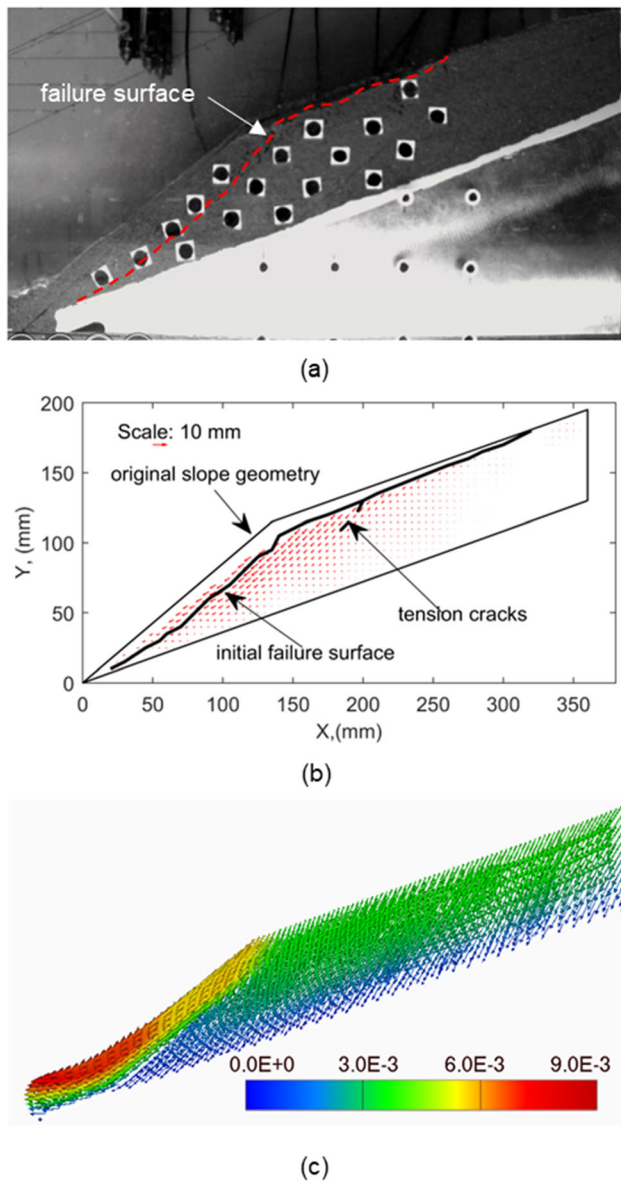 failure surface
(a)
200
150
100
50
0
Y, (mm)
Scale: 10 mm
original slope geometry
tension cracks
initial failure surface
0 50 100 150 200 250 300 350
X,(mm)
(b)
0.0E+0 3.0E-3 6.0E-3 9.0E-3
(c)